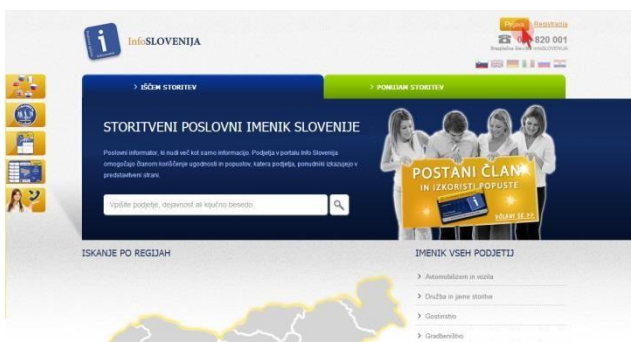 Prijava Registracija
InfoSLOVENIJA
820 001
> IŠČEM STORITEV
> PONUJAM STORITEV
STORITVENI POSLOVNI IMENIK SLOVENIJE
Poslovni informator, ki nudi več kot samo informacijo. Podjetja v portalu Info Slovenija
omogočajo članom koriščenje ugodnosti in popustov, katera podjetja, ponudniki izkazujejo v
predstavitveni strani.
Vpišite podjetje, dejavnost ali ključno besedo
POSTANI ČLAN
IN IZKORISTI POPUSTE
VČLANI SE >>
ISKANJE PO REGIJAH
IMENIK VSEH PODJETIJ
> Avtomobilizem in vozila
> Družba in javne storitve
> Gostinstvo
> Gradbeništvo